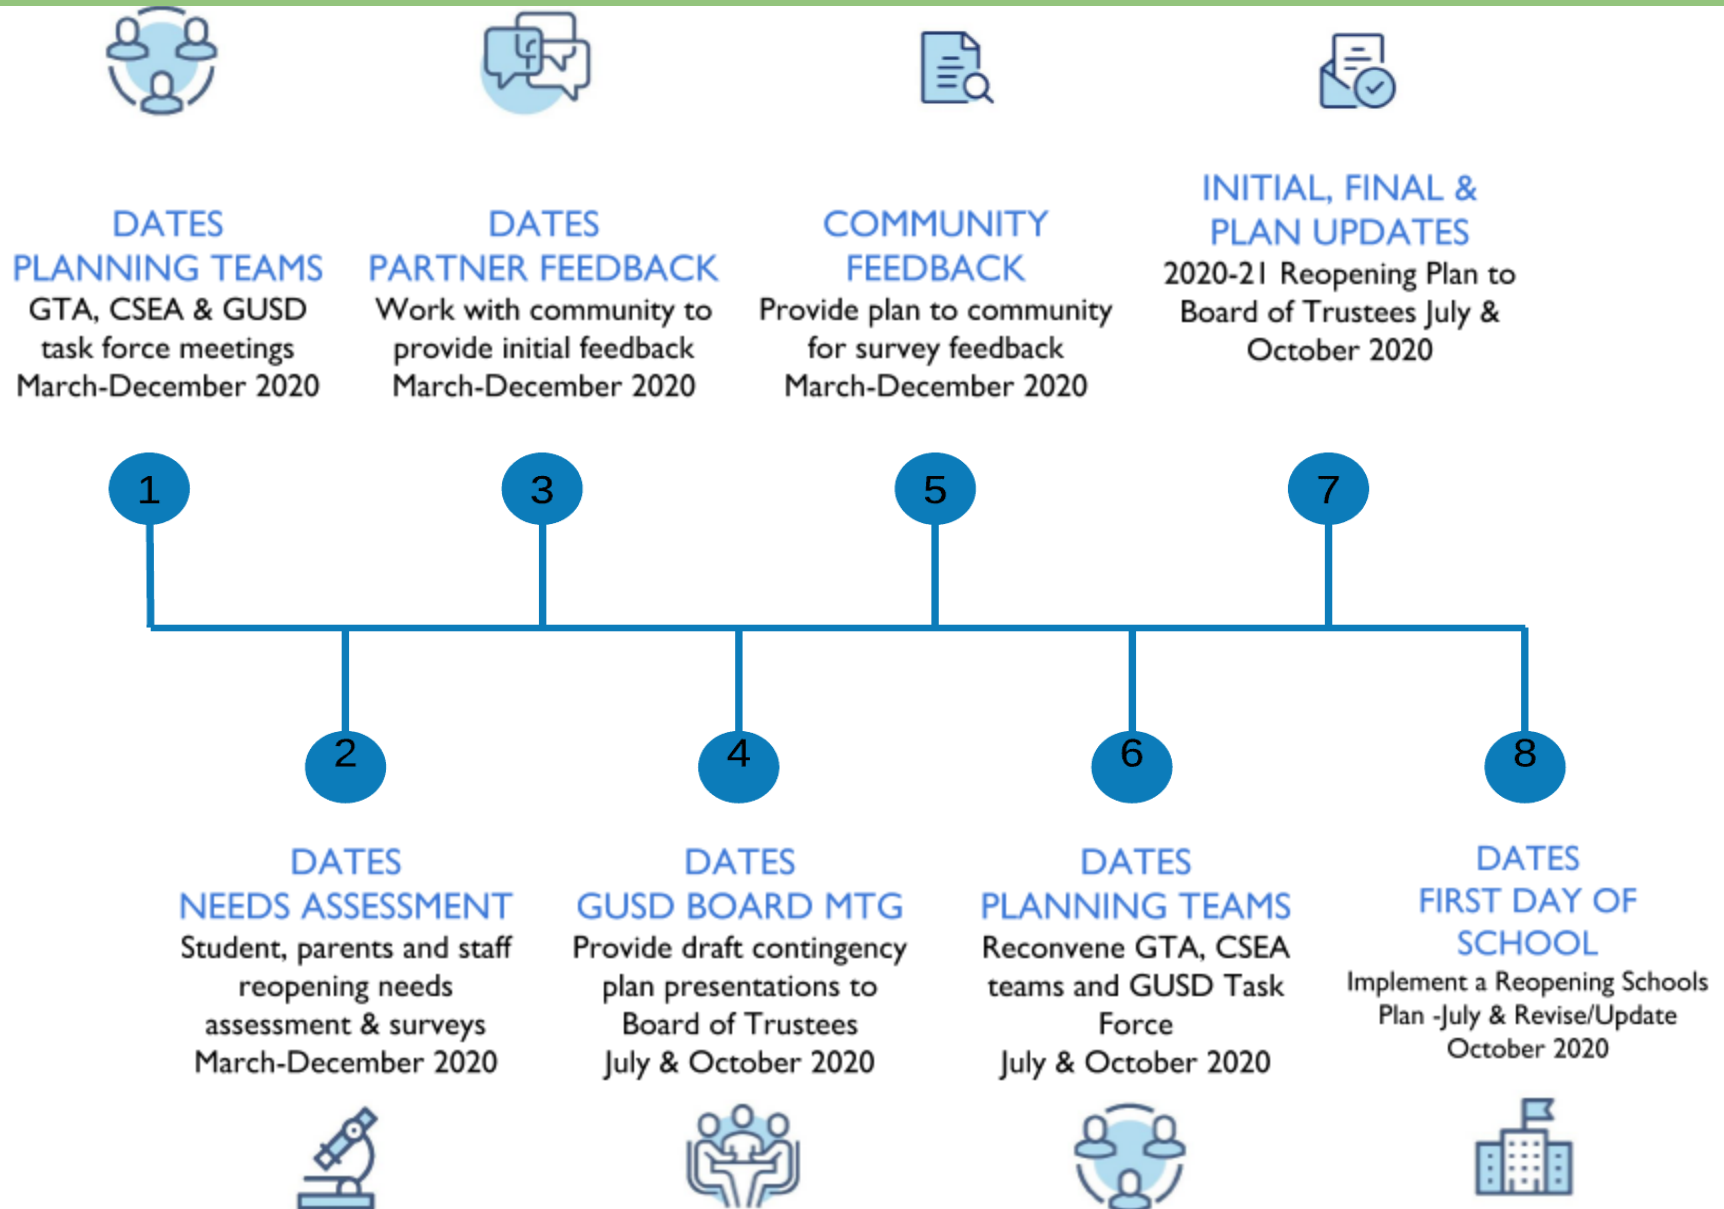 DATES
PLANNING TEAMS
GTA, CSEA & GUSD
task force meetings
March-December 2020
DATES
PARTNER FEEDBACK
Work with community to
provide initial feedback
March-December 2020
COMMUNITY
FEEDBACK
Provide plan to community
for survey feedback
March-December 2020
INITIAL, FINAL &
PLAN UPDATES
2020-21 Reopening Plan to
Board of Trustees July &
October 2020
1
3
5
7
2
4
6
8
DATES
NEEDS ASSESSMENT
Student, parents and staff
reopening needs
assessment & surveys
March-December 2020
DATES
GUSD BOARD MTG
Provide draft contingency
plan presentations to
Board of Trustees
July & October 2020
DATES
PLANNING TEAMS
Reconvene GTA, CSEA
teams and GUSD Task
Force
July & October 2020
DATES
FIRST DAY OF
SCHOOL
Implement a Reopening Schools
Plan -July & Revise/Update
October 2020